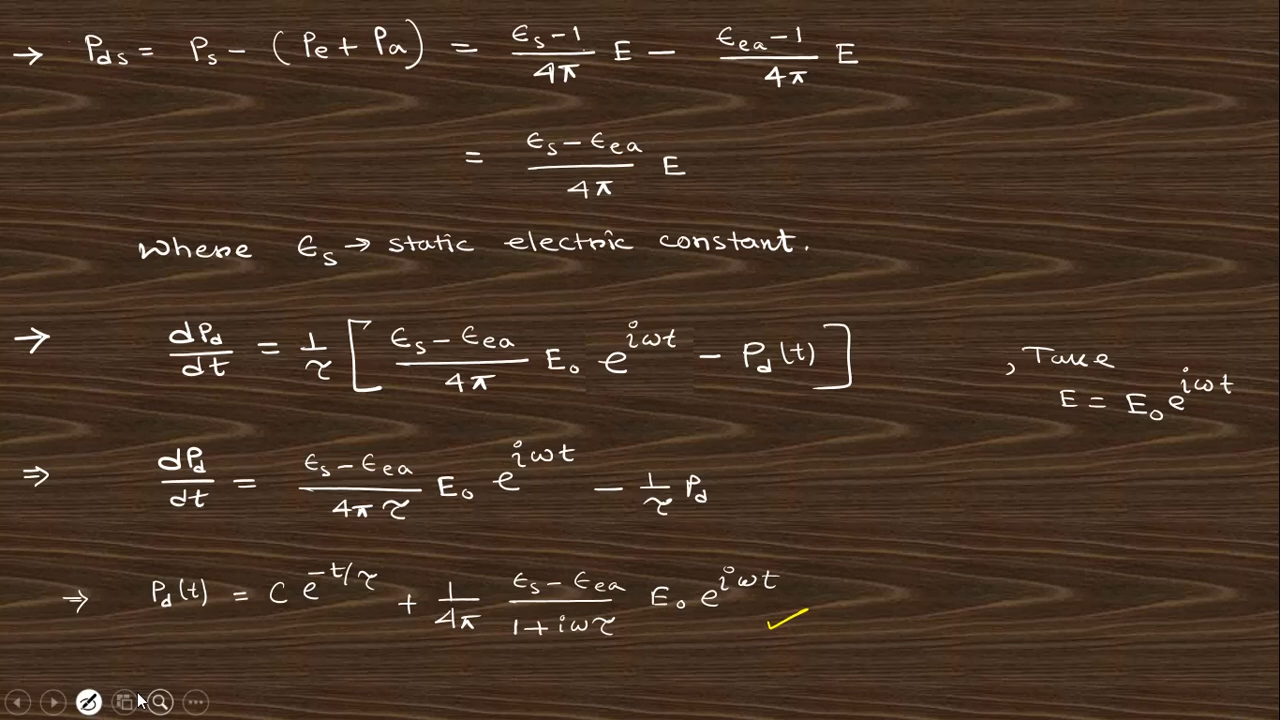 → P_ds = P_s − (P_e + P_a) = (ϵ_s − 1)/(4π) E − (ϵ_ea − 1)/(4π) E
= (ϵ_s − ϵ_ea)/(4π) E
where ϵ_s → static electric constant.
→ dP_d/dt = 1/τ [ (ϵ_s − ϵ_ea)/(4π) E_0 e^{iωt} − P_d(t) ] , Take
E = E_0 e^{iωt}
⇒ dP_d/dt = (ϵ_s − ϵ_ea)/(4πτ) E_0 e^{iωt} − 1/τ P_d
⇒ P_d(t) = C e^{−t/τ} + 1/(4π) (ϵ_s − ϵ_ea)/(1 + iωτ) E_0 e^{iωt}